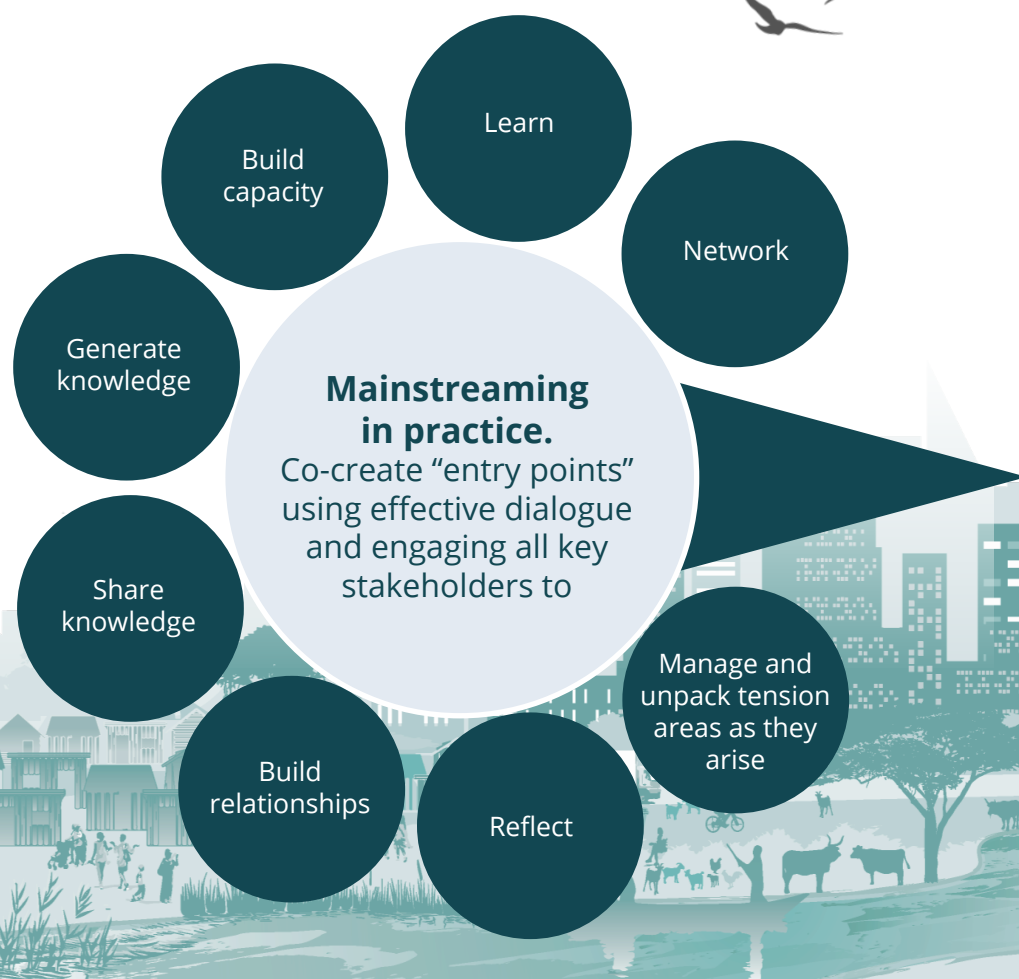 Learn
Build
capacity
Network
Generate
knowledge
Mainstreaming
in practice.
Co-create “entry points”
using effective dialogue
and engaging all key
stakeholders to
Share
knowledge
Manage and
unpack tension
areas as they
arise
Build
relationships
Reflect